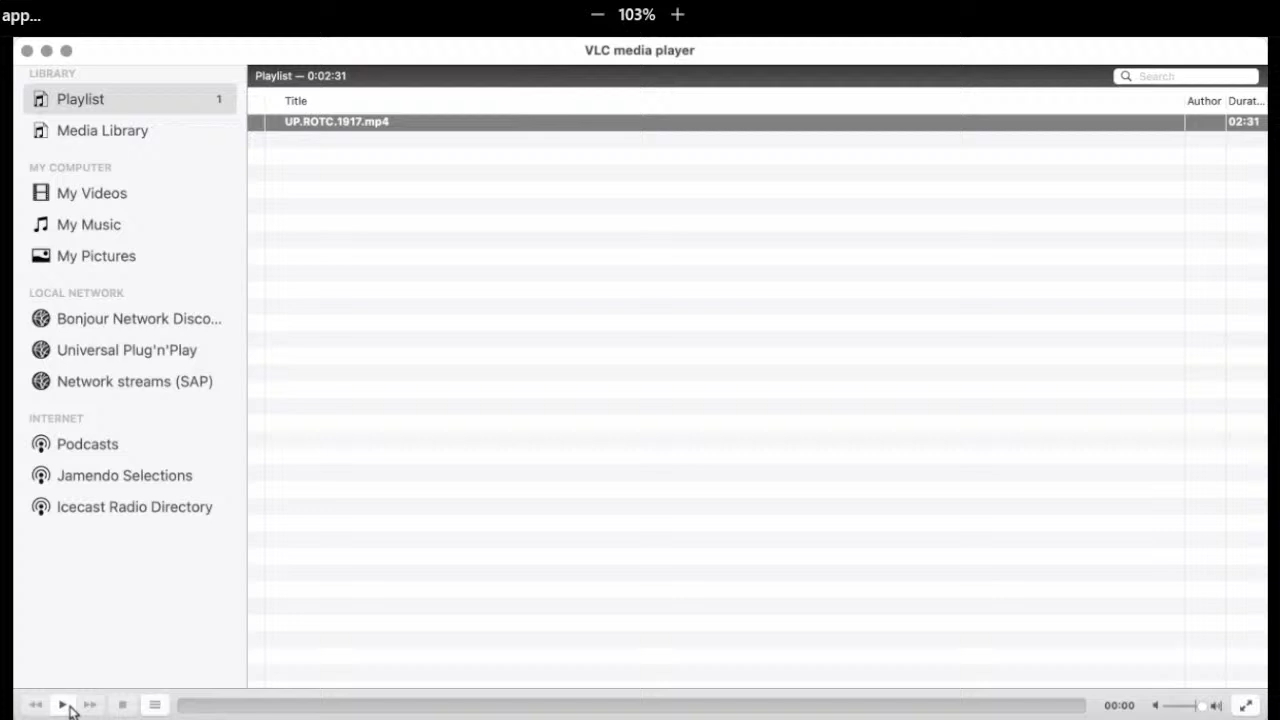 app...
103%
VLC media player
LIBRARY
Playlist
1
Media Library
MY COMPUTER
My Videos
My Music
My Pictures
LOCAL NETWORK
Bonjour Network Disco...
Universal Plug'n'Play
Network streams (SAP)
INTERNET
Podcasts
Jamendo Selections
Icecast Radio Directory
Playlist — 0:02:31
Search
Title Author Durat...
UP.ROTC.1917.mp4 02:31
00:00